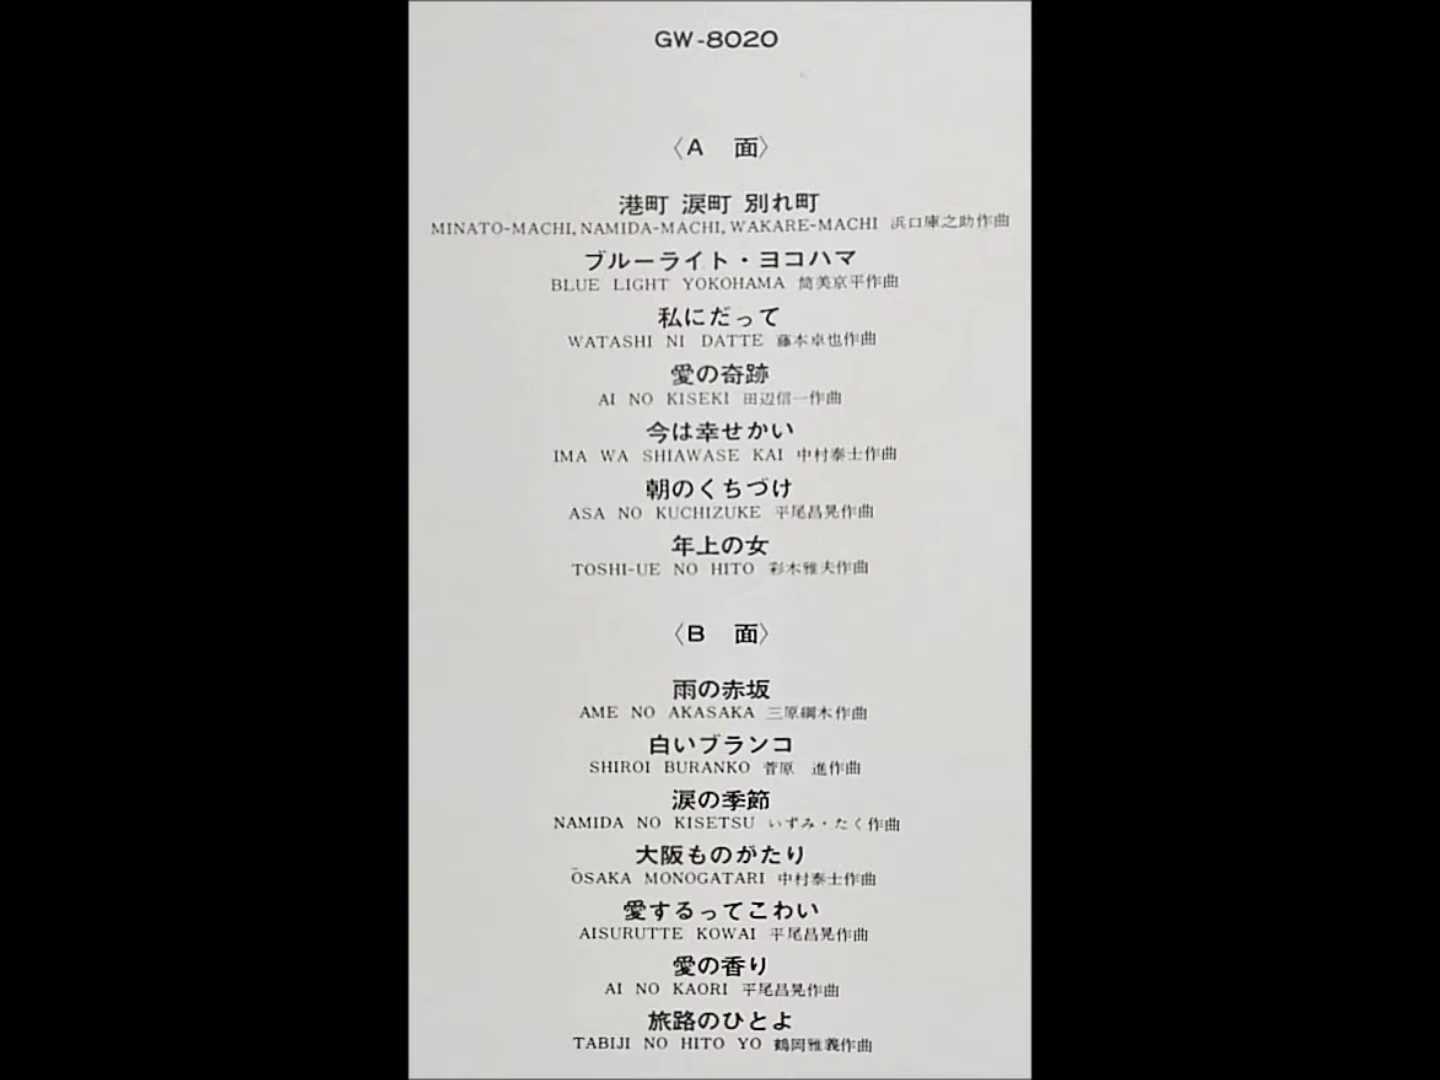 GW-8020
〈A 面〉
港町 涙町 別れ町
MINATO-MACHI, NAMIDA-MACHI, WAKARE-MACHI 浜口庫之助作曲
ブルーライト・ヨコハマ
BLUE LIGHT YOKOHAMA 筒美京平作曲
私にだって
WATASHI NI DATTE 藤本卓也作曲
愛の奇跡
AI NO KISEKI 田辺信一作曲
今は幸せかい
IMA WA SHIAWASE KAI 中村泰士作曲
朝のくちづけ
ASA NO KUCHIZUKE 平尾昌晃作曲
年上の女
TOSHI-UE NO HITO 彩木雅夫作曲
〈B 面〉
雨の赤坂
AME NO AKASAKA 三原綱木作曲
白いブランコ
SHIROI BURANKO 菅原 進作曲
涙の季節
NAMIDA NO KISETSU いずみ・たく作曲
大阪ものがたり
ŌSAKA MONOGATARI 中村泰士作曲
愛するってこわい
AISURUTTE KOWAI 平尾昌晃作曲
愛の香り
AI NO KAORI 平尾昌晃作曲
旅路のひとよ
TABIJI NO HITO YO 鶴岡雅義作曲